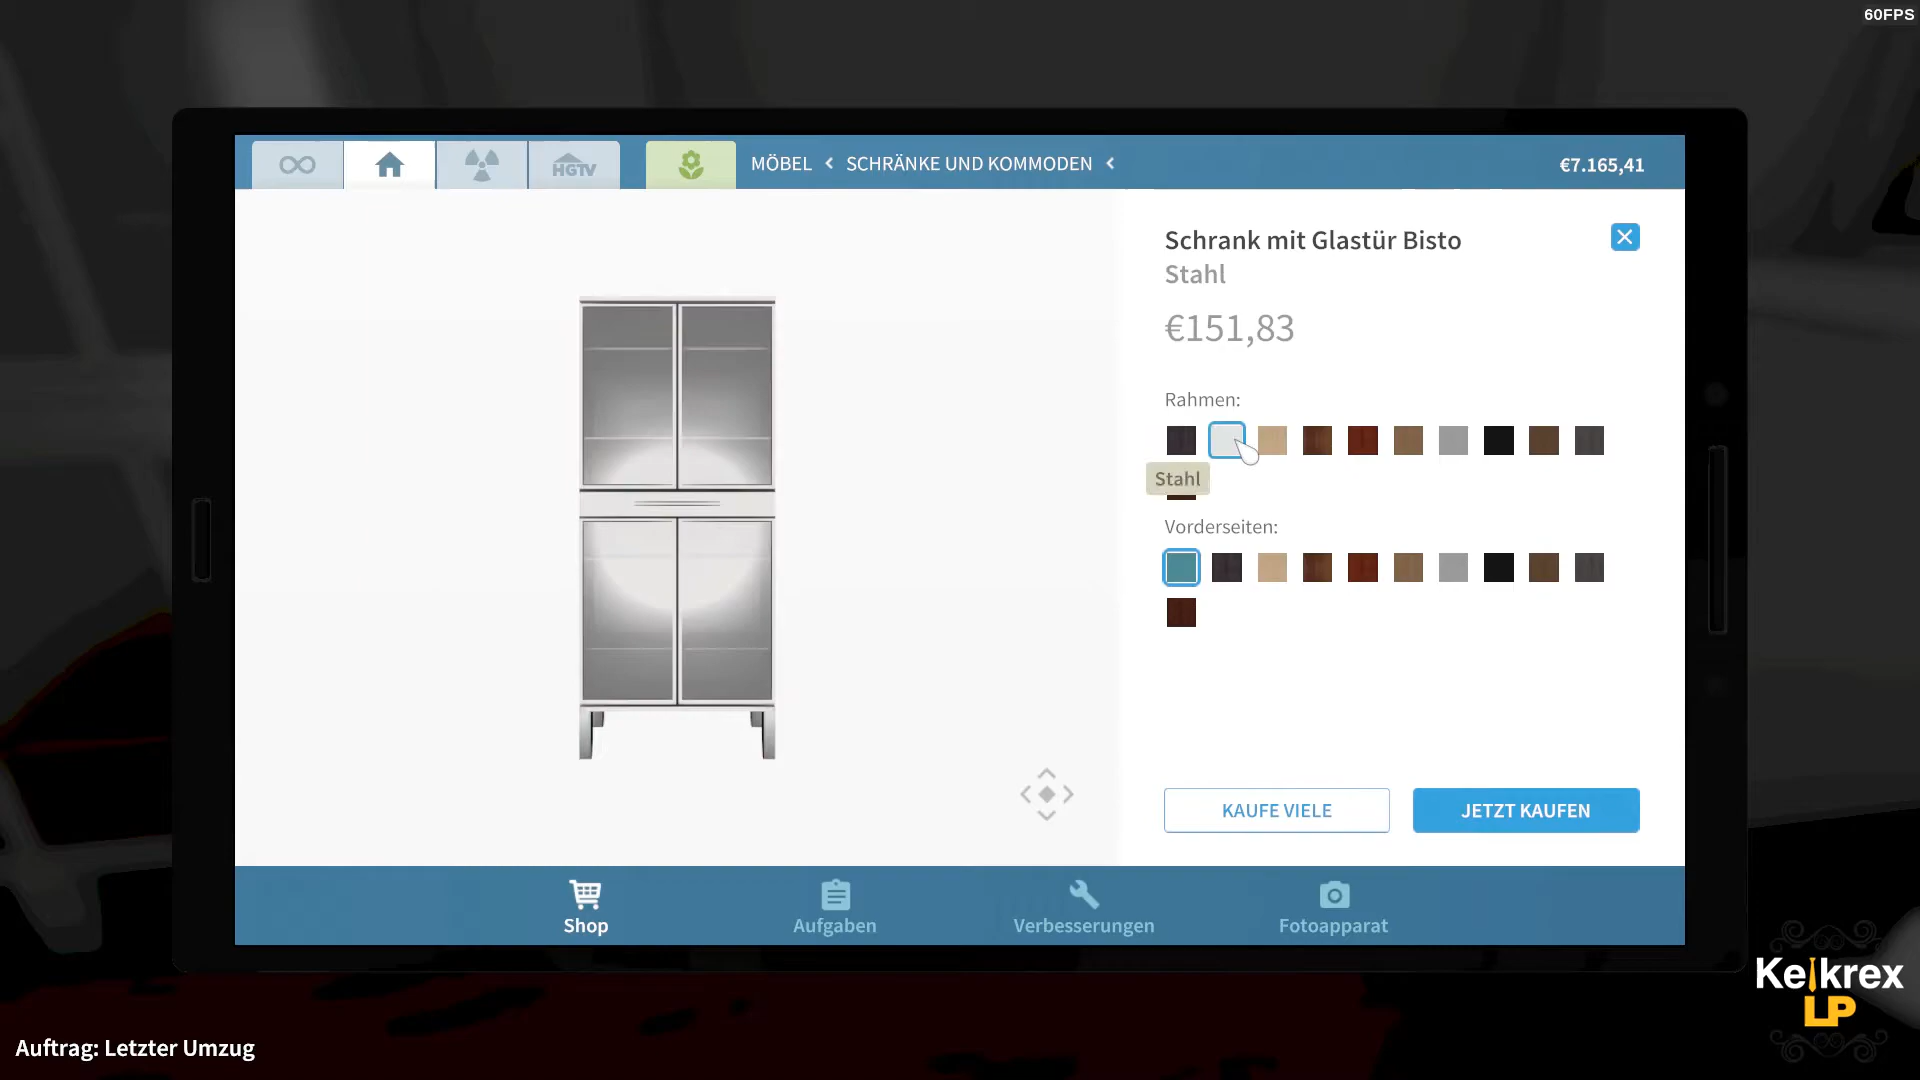 60FPS
HGTV
MÖBEL < SCHRÄNKE UND KOMMODEN <
€7.165,41
Schrank mit Glastür Bisto
Stahl
€151,83
Rahmen:
Stahl
Vorderseiten:
KAUFE VIELE
JETZT KAUFEN
Shop
Aufgaben
Verbesserungen
Fotoapparat
Keikrex
LP
Auftrag: Letzter Umzug